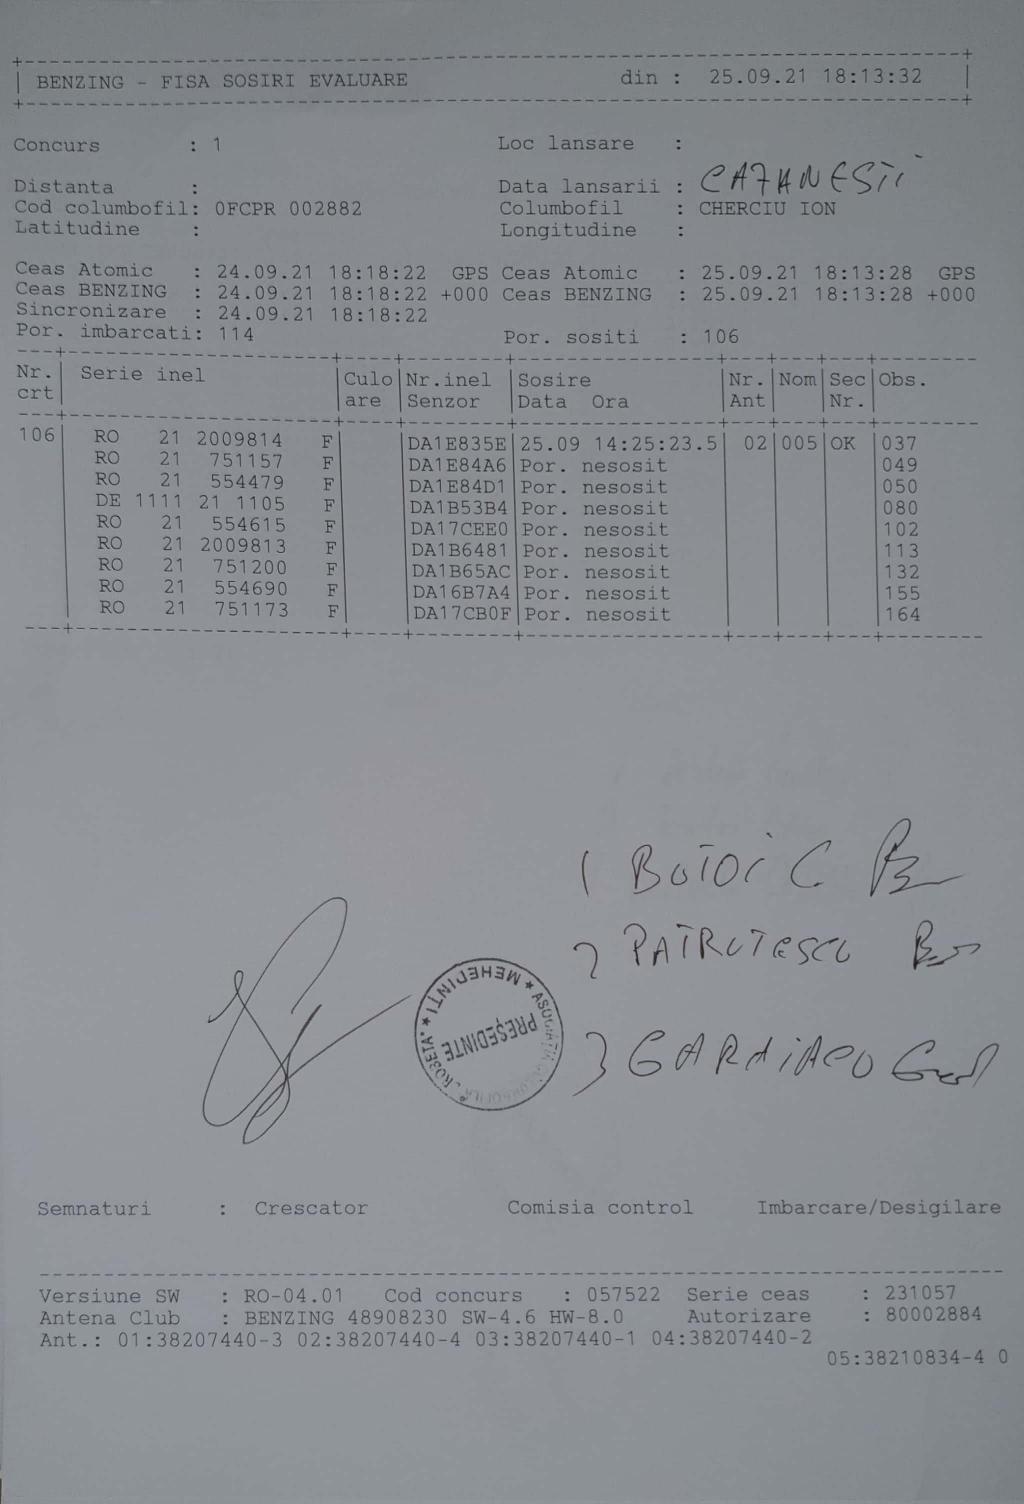 BENZING - FISA SOSIRI EVALUARE din : 25.09.21 18:13:32
Concurs : 1 Loc lansare :
Distanta : Data lansarii : CAZANESTI
Cod columbofil: OFCPR 002882 Columbofil : CHERCIU ION
Latitudine : Longitudine :
Ceas Atomic : 24.09.21 18:18:22 GPS Ceas Atomic : 25.09.21 18:13:28 GPS
Ceas BENZING : 24.09.21 18:18:22 +000 Ceas BENZING : 25.09.21 18:13:28 +000
Sincronizare : 24.09.21 18:18:22
Por. imbarcati: 114 Por. sositi : 106
Nr. Serie inel Culo Nr.inel Sosire Nr. Nom Sec Obs.
crt are Senzor Data Ora Ant Nr.
106 RO 21 2009814 F DA1E835E 25.09 14:25:23.5 02 005 OK 037
RO 21 751157 F DA1E84A6 Por. nesosit 049
RO 21 554479 F DA1E84D1 Por. nesosit 050
DE 1111 21 1105 F DA1B53B4 Por. nesosit 080
RO 21 554615 F DA17CEE0 Por. nesosit 102
RO 21 2009813 F DA1B6481 Por. nesosit 113
RO 21 751200 F DA1B65AC Por. nesosit 132
RO 21 554690 F DA16B7A4 Por. nesosit 155
RO 21 751173 F DA17CB0F Por. nesosit 164
1 BOTOI C
2 PATRUTESCU
ASOCIATIA COLUMBOFILA "ROSETA" * MEHEDINȚI *
PREȘEDINTE
3
Semnaturi : Crescator Comisia control Imbarcare/Desigilare
Versiune SW : RO-04.01 Cod concurs : 057522 Serie ceas : 231057
Antena Club : BENZING 48908230 SW-4.6 HW-8.0 Autorizare : 80002884
Ant.: 01:38207440-3 02:38207440-4 03:38207440-1 04:38207440-2
05:38210834-4 0